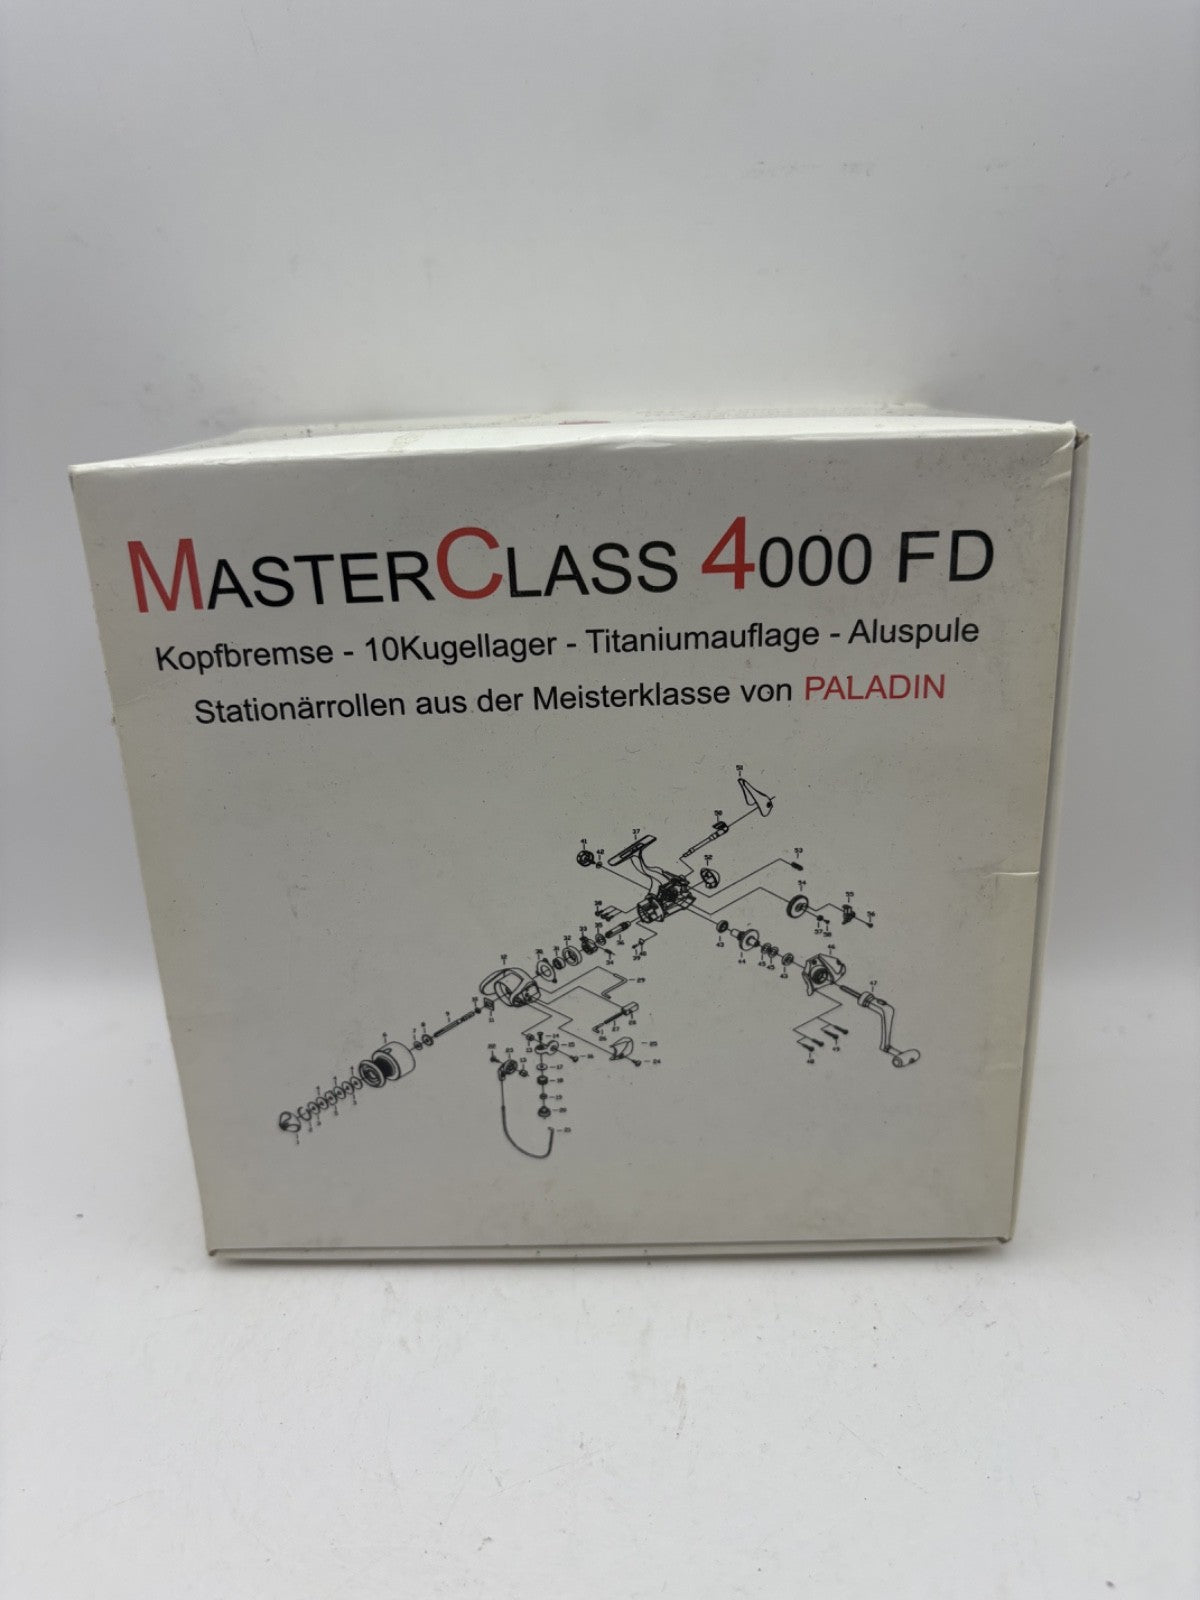 MASTERCLASS 4000 FD
Kopfbremse - 10Kugellager - Titaniumauflage - Aluspule
Stationärrollen aus der Meisterklasse von PALADIN